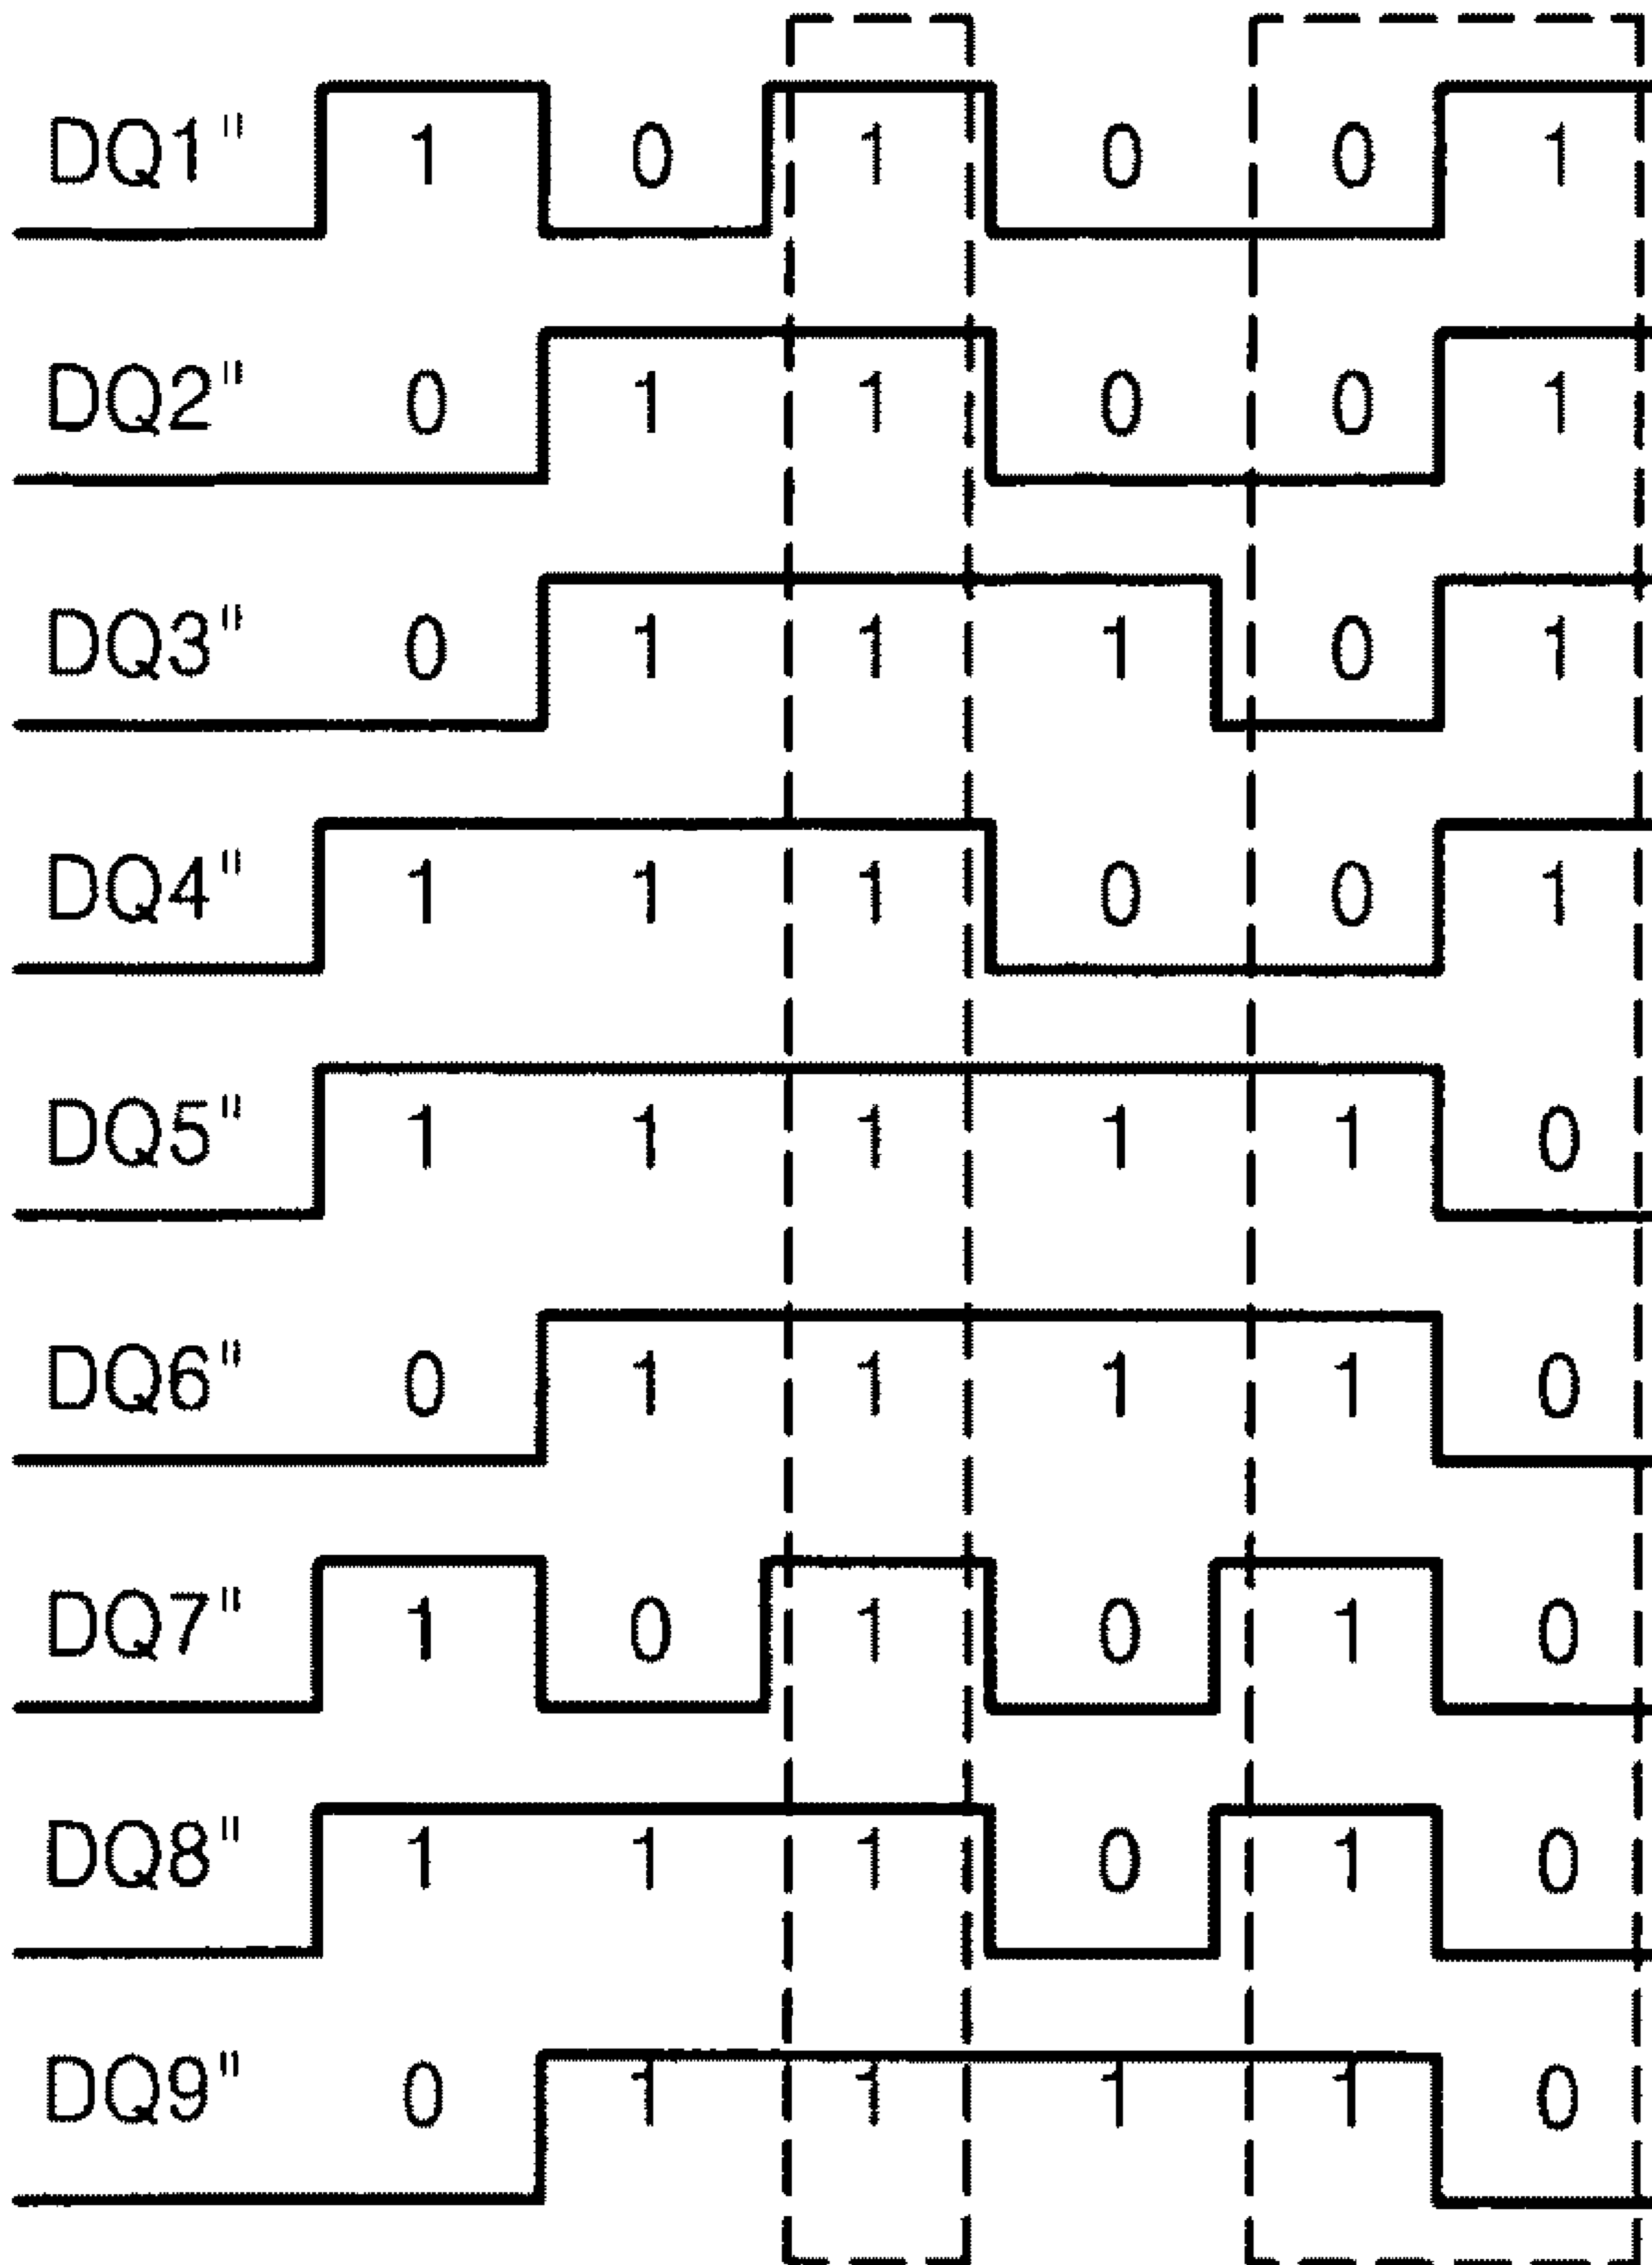 DQ1" 1 0 1 0 0 1
DQ2" 0 1 1 0 0 1
DQ3" 0 1 1 1 0 1
DQ4" 1 1 1 0 0 1
DQ5" 1 1 1 1 1 0
DQ6" 0 1 1 1 1 0
DQ7" 1 0 1 0 1 0
DQ8" 1 1 1 0 1 0
DQ9" 0 1 1 1 1 0